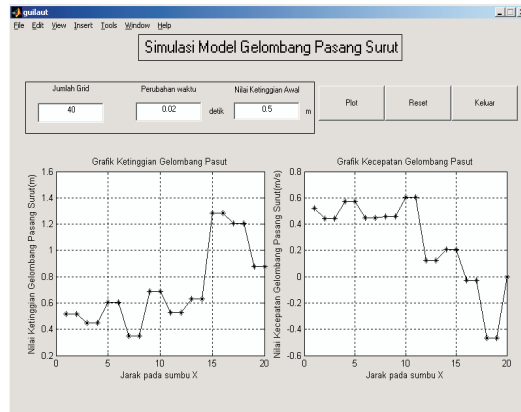 guilaut
File Edit View Insert Tools Window Help
Simulasi Model Gelombang Pasang Surut
Jumlah Grid
40
Perubahan waktu
0.02
detik
Nilai Ketinggian Awal
0.5
m
Plot
Reset
Keluar
Grafik Ketinggian Gelombang Pasut
Nilai Ketinggian Gelombang Pasang Surut(m)
1.6
1.4
1.2
1
0.8
0.6
0.4
0.2
0 5 10 15 20
Jarak pada sumbu X
Grafik Kecepatan Gelombang Pasut
Nilai Kecepatan Gelombang Pasang Surut(m/s)
0.8
0.6
0.4
0.2
0
-0.2
-0.4
-0.6
0 5 10 15 20
Jarak pada sumbu X